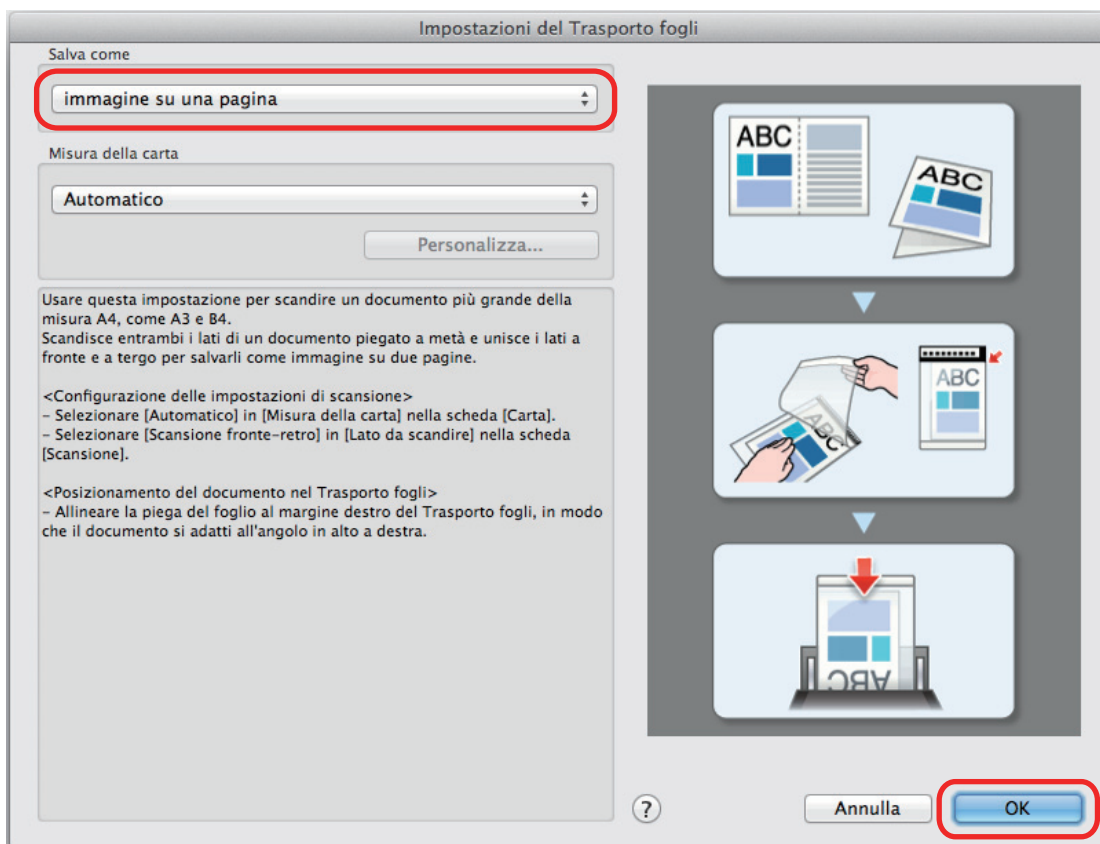 Impostazioni del Trasporto fogli
Salva come
immagine su una pagina
Misura della carta
Automatico
Personalizza...
Usare questa impostazione per scandire un documento più grande della
misura A4, come A3 e B4.
Scandisce entrambi i lati di un documento piegato a metà e unisce i lati a
fronte e a tergo per salvarli come immagine su due pagine.
<Configurazione delle impostazioni di scansione>
– Selezionare [Automatico] in [Misura della carta] nella scheda [Carta].
– Selezionare [Scansione fronte-retro] in [Lato da scandire] nella scheda
[Scansione].
<Posizionamento del documento nel Trasporto fogli>
– Allineare la piega del foglio al margine destro del Trasporto fogli, in modo
che il documento si adatti all'angolo in alto a destra.
ABC
ABC
ABC
ABC
ABC
?
Annulla
OK